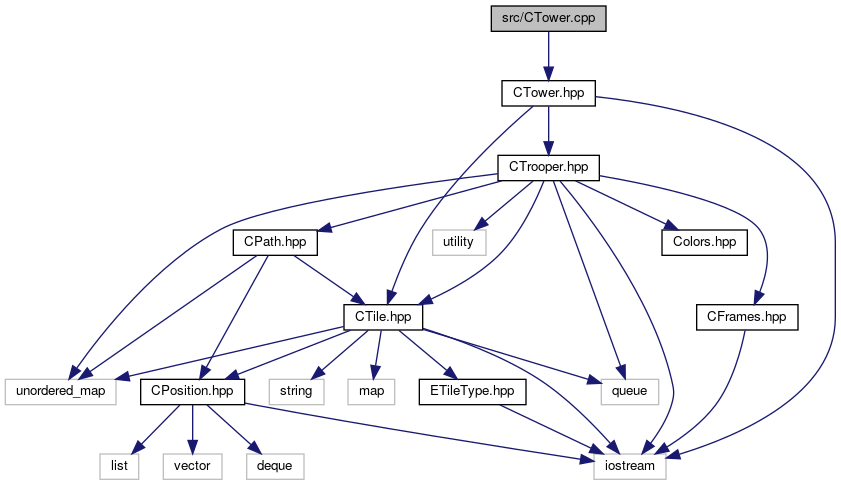 src/CTower.cpp
CTower.hpp
CTrooper.hpp
CPath.hpp
utility
Colors.hpp
CTile.hpp
CFrames.hpp
unordered_map
CPosition.hpp
string
map
ETileType.hpp
queue
list
vector
deque
iostream